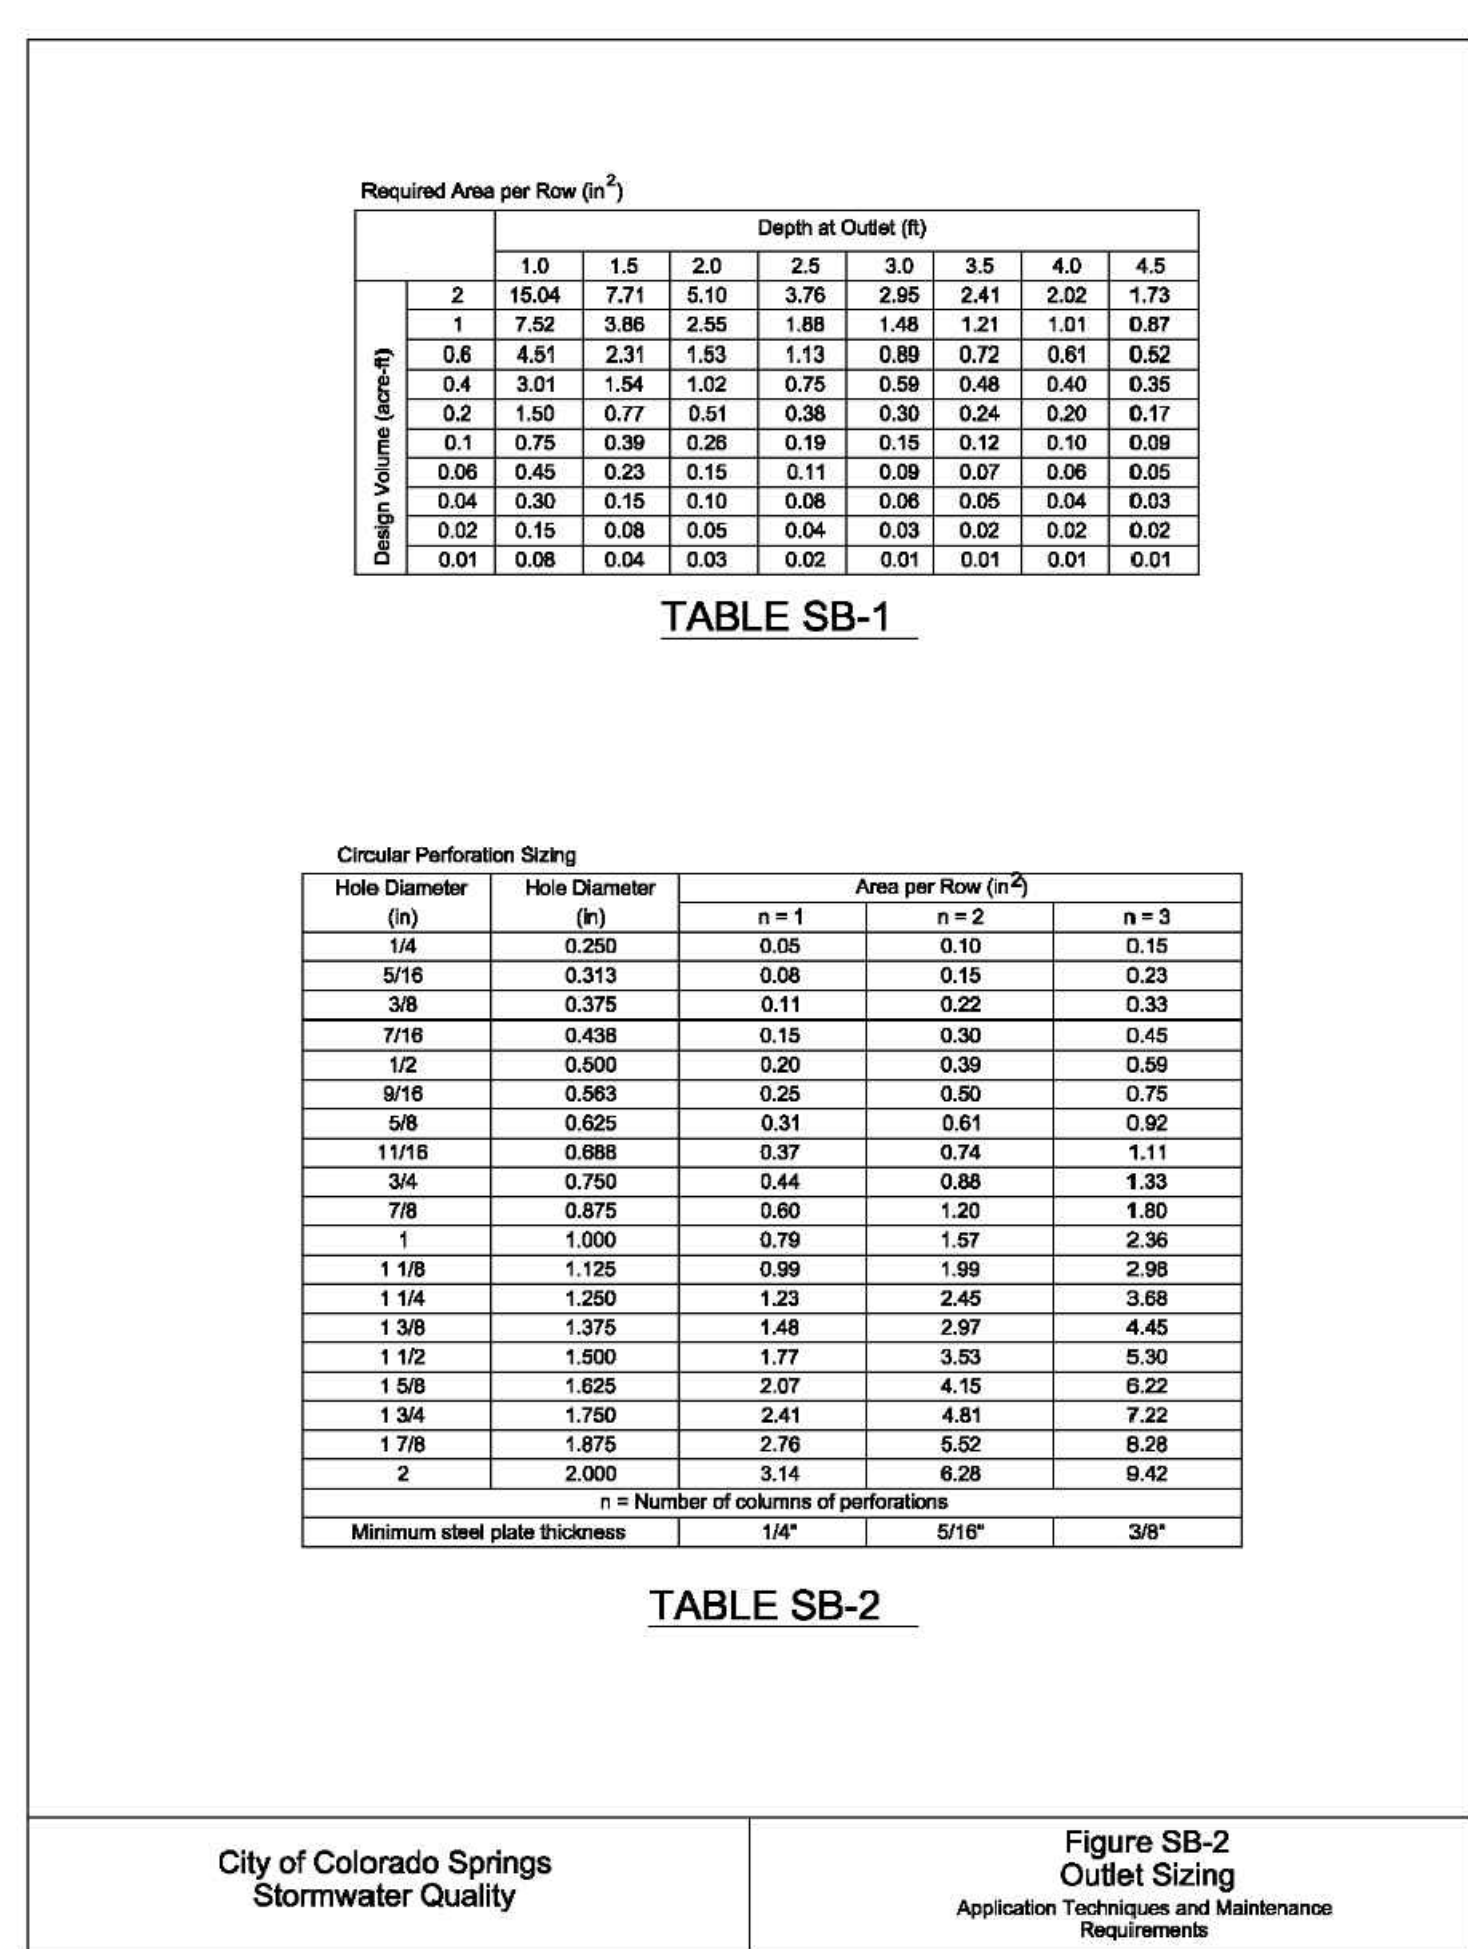 Required Area per Row (in2)
Depth at Outlet (ft)
1.0 1.5 2.0 2.5 3.0 3.5 4.0 4.5
Design Volume (acre-ft)
2 15.04 7.71 5.10 3.76 2.95 2.41 2.02 1.73
1 7.52 3.86 2.55 1.88 1.48 1.21 1.01 0.87
0.6 4.51 2.31 1.53 1.13 0.89 0.72 0.61 0.52
0.4 3.01 1.54 1.02 0.75 0.59 0.48 0.40 0.35
0.2 1.50 0.77 0.51 0.38 0.30 0.24 0.20 0.17
0.1 0.75 0.39 0.26 0.19 0.15 0.12 0.10 0.09
0.06 0.45 0.23 0.15 0.11 0.09 0.07 0.06 0.05
0.04 0.30 0.15 0.10 0.08 0.06 0.05 0.04 0.03
0.02 0.15 0.08 0.05 0.04 0.03 0.02 0.02 0.02
0.01 0.08 0.04 0.03 0.02 0.01 0.01 0.01 0.01
TABLE SB-1
Circular Perforation Sizing
Hole Diameter Hole Diameter Area per Row (in2)
(in) (in) n = 1 n = 2 n = 3
1/4 0.250 0.05 0.10 0.15
5/16 0.313 0.08 0.15 0.23
3/8 0.375 0.11 0.22 0.33
7/16 0.438 0.15 0.30 0.45
1/2 0.500 0.20 0.39 0.59
9/16 0.563 0.25 0.50 0.75
5/8 0.625 0.31 0.61 0.92
11/16 0.688 0.37 0.74 1.11
3/4 0.750 0.44 0.88 1.33
7/8 0.875 0.60 1.20 1.80
1 1.000 0.79 1.57 2.36
1 1/8 1.125 0.99 1.99 2.98
1 1/4 1.250 1.23 2.45 3.68
1 3/8 1.375 1.48 2.97 4.45
1 1/2 1.500 1.77 3.53 5.30
1 5/8 1.625 2.07 4.15 6.22
1 3/4 1.750 2.41 4.81 7.22
1 7/8 1.875 2.76 5.52 8.28
2 2.000 3.14 6.28 9.42
n = Number of columns of perforations
Minimum steel plate thickness 1/4" 5/16" 3/8"
TABLE SB-2
City of Colorado Springs
Stormwater Quality
Figure SB-2
Outlet Sizing
Application Techniques and Maintenance
Requirements